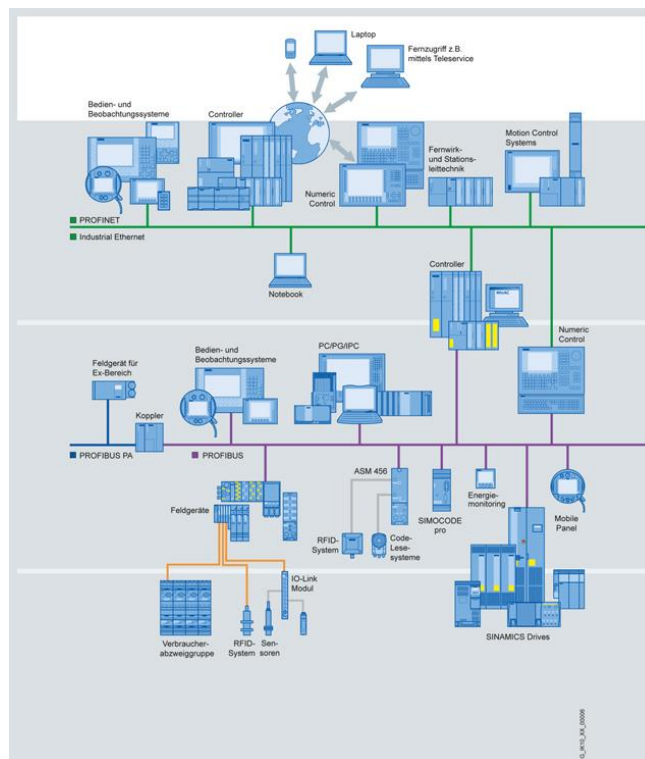 Laptop
Fernzugriff z.B.
mittels Teleservice
Bedien- und
Beobachtungssysteme
Controller
Numeric
Control
Fernwirk-
und Stations-
leittechnik
Motion Control
Systems
PROFINET
Industrial Ethernet
Notebook
Controller
WinAC
Numeric
Control
Feldgerät für
Ex-Bereich
Bedien- und
Beobachtungssysteme
PC/PG/IPC
Koppler
PROFIBUS PA
PROFIBUS
Feldgeräte
ASM 456
RFID-
System
Code-
Lese-
systeme
SIMOCODE
pro
Energie-
monitoring
Mobile
Panel
IO-Link
Modul
Verbraucher-
abzweiggruppe
RFID-
System
Sen-
soren
SINAMICS Drives
G_IK10_XX_00006